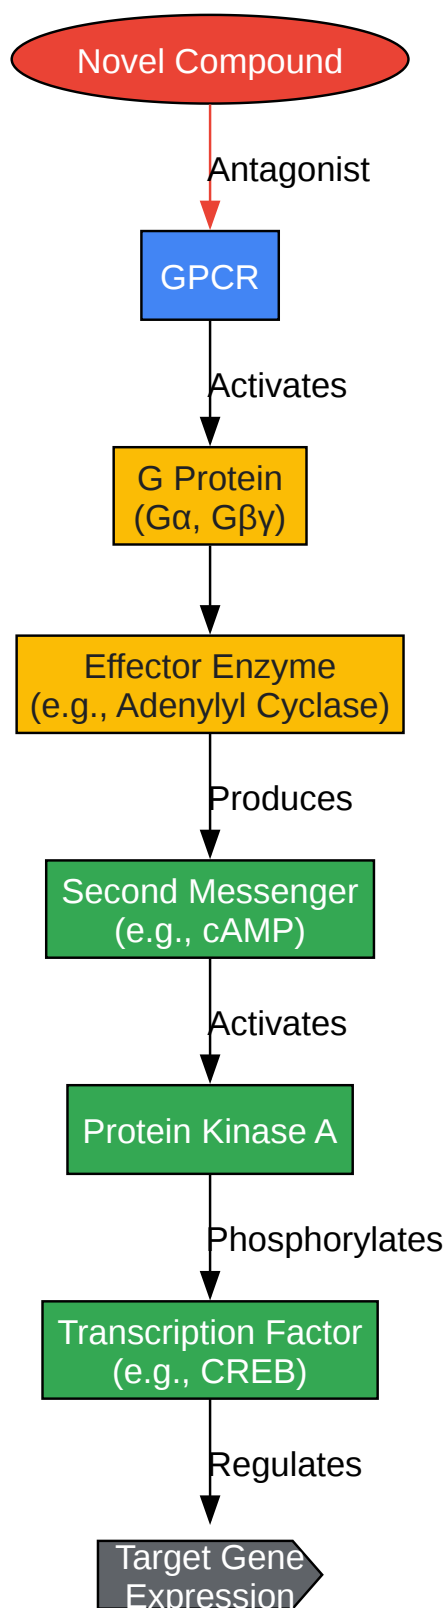 Novel Compound
Antagonist
GPCR
Activates
G Protein
(Gα, Gβγ)
Effector Enzyme
(e.g., Adenylyl Cyclase)
Produces
Second Messenger
(e.g., cAMP)
Activates
Protein Kinase A
Phosphorylates
Transcription Factor
(e.g., CREB)
Regulates
Target Gene
Expression